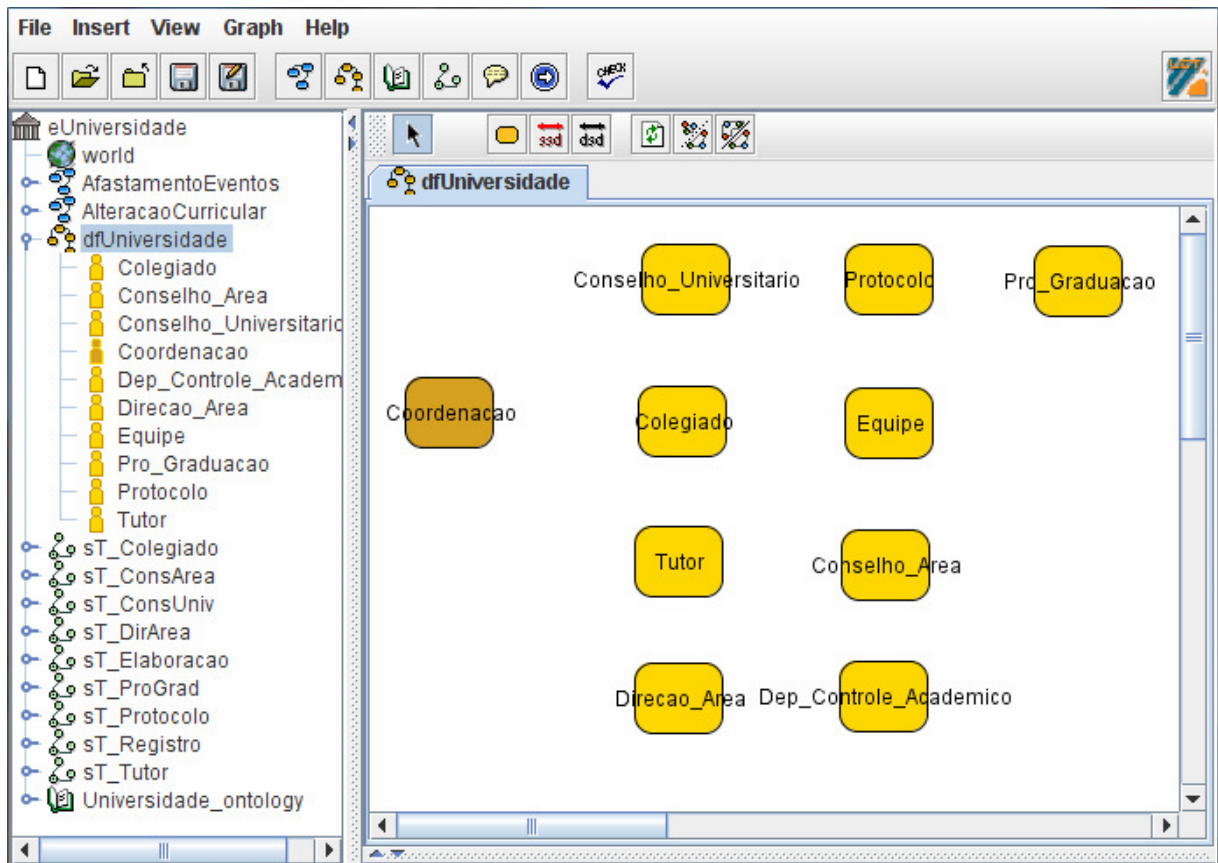 File Insert View Graph Help
CHECK
eUniversidade
world
AfastamentoEventos
AlteracaoCurricular
dfUniversidade
Colegiado
Conselho_Area
Conselho_Universitaric
Coordenacao
Dep_Controle_Academ
Direcao_Area
Equipe
Pro_Graduacao
Protocolo
Tutor
sT_Colegiado
sT_ConsArea
sT_ConsUniv
sT_DirArea
sT_Elaboracao
sT_ProGrad
sT_Protocolo
sT_Registro
sT_Tutor
Universidade_ontology
ssd dsd
dfUniversidade
Conselho_Universitario Protocolo Pro_Graduacao
Coordenacao Colegiado Equipe
Tutor Conselho_Area
Direcao_Area Dep_Controle_Academico